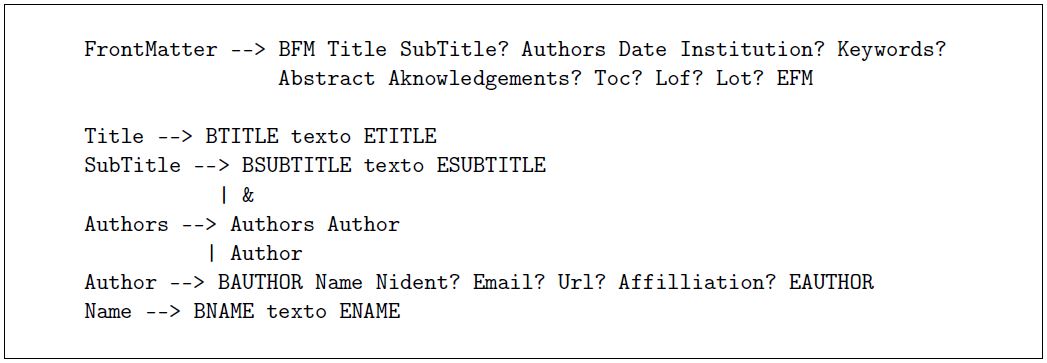 FrontMatter --> BFM Title SubTitle? Authors Date Institution? Keywords?
Abstract Aknowledgements? Toc? Lof? Lot? EFM
Title --> BTITLE texto ETITLE
SubTitle --> BSUBTITLE texto ESUBTITLE
| &
Authors --> Authors Author
| Author
Author --> BAUTHOR Name Nident? Email? Url? Affilliation? EAUTHOR
Name --> BNAME texto ENAME